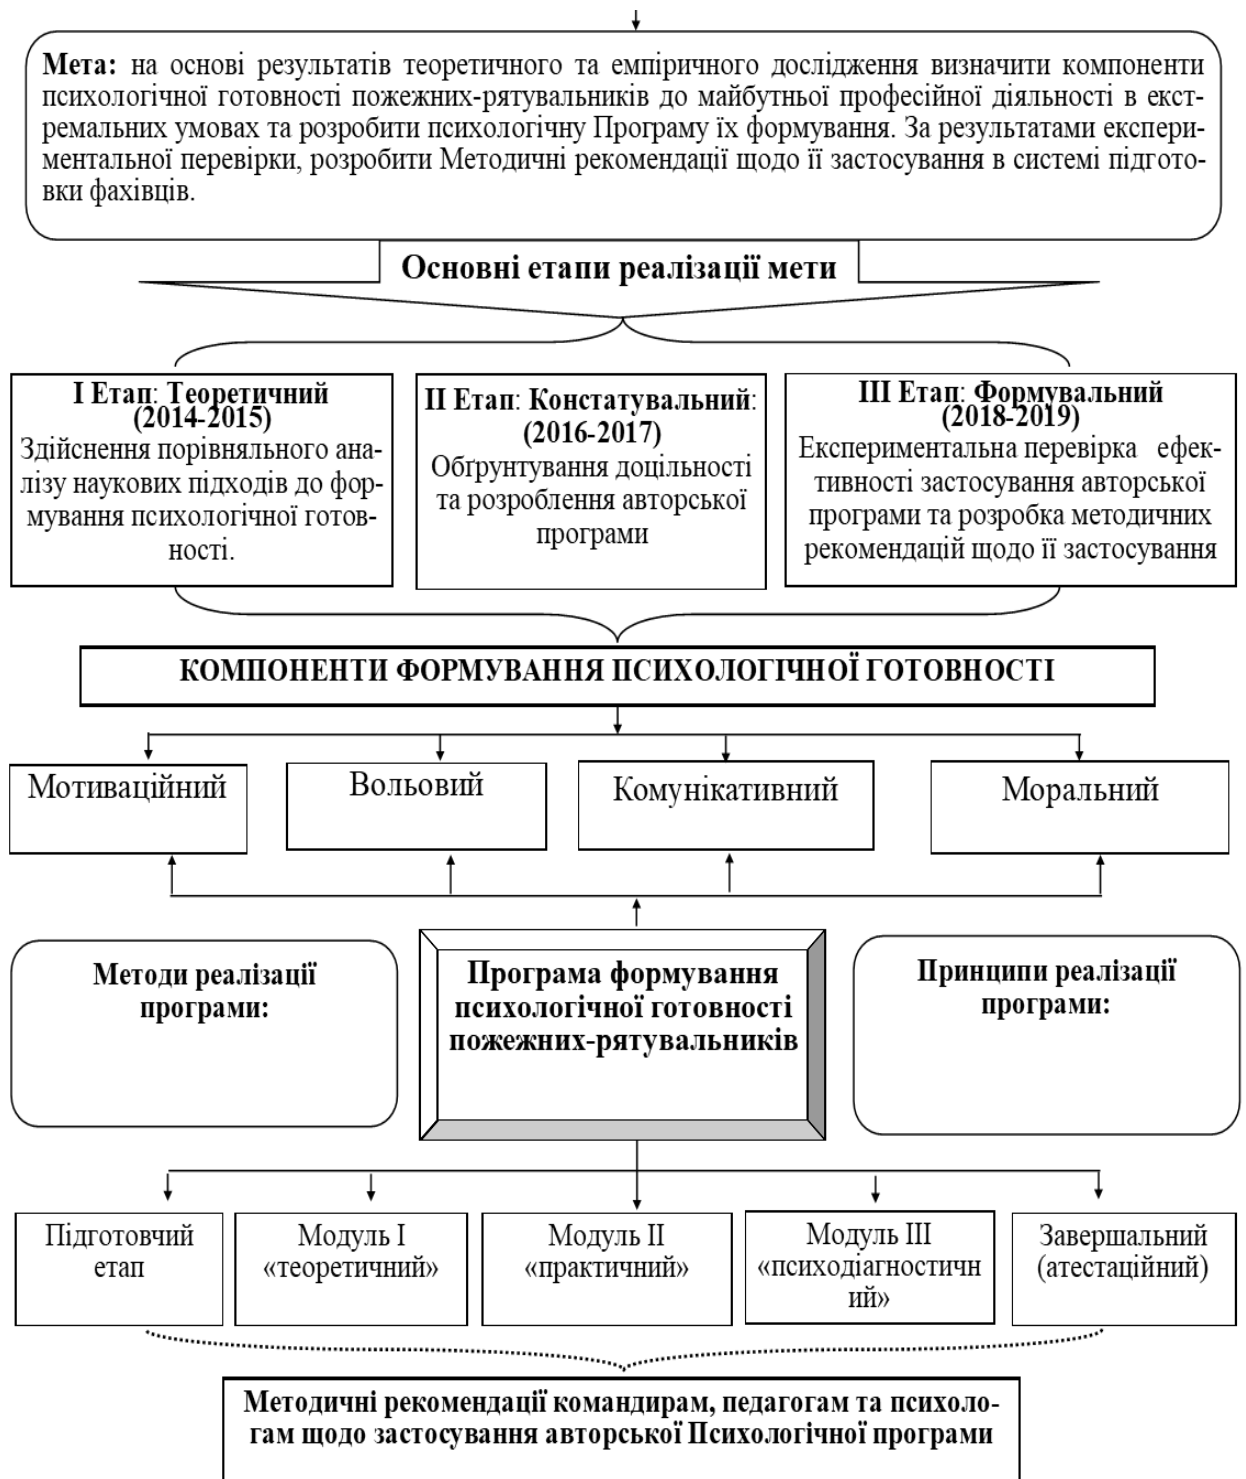 Мета: на основі результатів теоретичного та емпіричного дослідження визначити компоненти
психологічної готовності пожежних-рятувальників до майбутньої професійної діяльності в екст-
ремальних умовах та розробити психологічну Програму їх формування. За результатами експери-
ментальної перевірки, розробити Методичні рекомендації щодо її застосування в системі підгото-
вки фахівців.
Основні етапи реалізації мети
І Етап: Теоретичний
(2014-2015)
Здійснення порівняльного ана-
лізу наукових підходів до фор-
мування психологічної готов-
ності.
ІІ Етап: Констатувальний:
(2016-2017)
Обґрунтування доцільності
та розроблення авторської
програми
ІІІ Етап: Формувальний
(2018-2019)
Експериментальна перевірка ефек-
тивності застосування авторської
програми та розробка методичних
рекомендацій щодо її застосування
КОМПОНЕНТИ ФОРМУВАННЯ ПСИХОЛОГІЧНОЇ ГОТОВНОСТІ
Мотиваційний
Вольовий
Комунікативний
Моральний
Методи реалізації
програми:
Програма формування
психологічної готовності
пожежних-рятувальників
Принципи реалізації
програми:
Підготовчий
етап
Модуль І
«теоретичний»
Модуль ІІ
«практичний»
Модуль ІІІ
«психодіагностичн
ий»
Завершальний
(атестаційний)
Методичні рекомендації командирам, педагогам та психоло-
гам щодо застосування авторської Психологічної програми